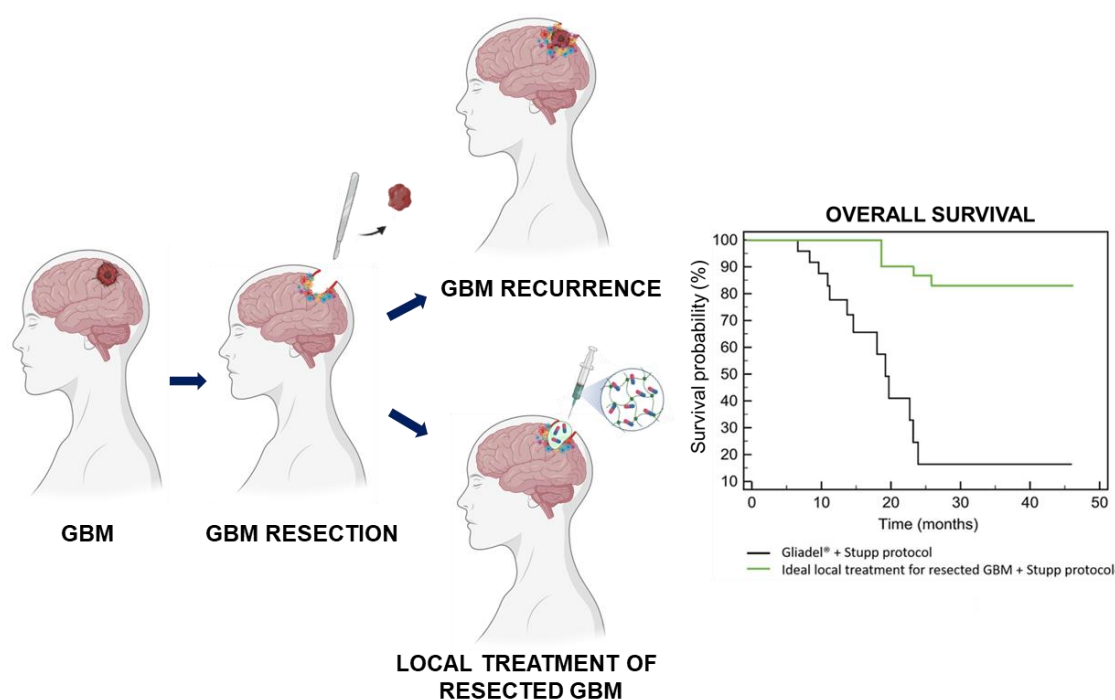 GBM
GBM RESECTION
GBM RECURRENCE
LOCAL TREATMENT OF
RESECTED GBM
OVERALL SURVIVAL
Survival probability (%)
100
90
80
70
60
50
40
30
20
10
0 10 20 30 40 50
Time (months)
Gliadel® + Stupp protocol
Ideal local treatment for resected GBM + Stupp protocol